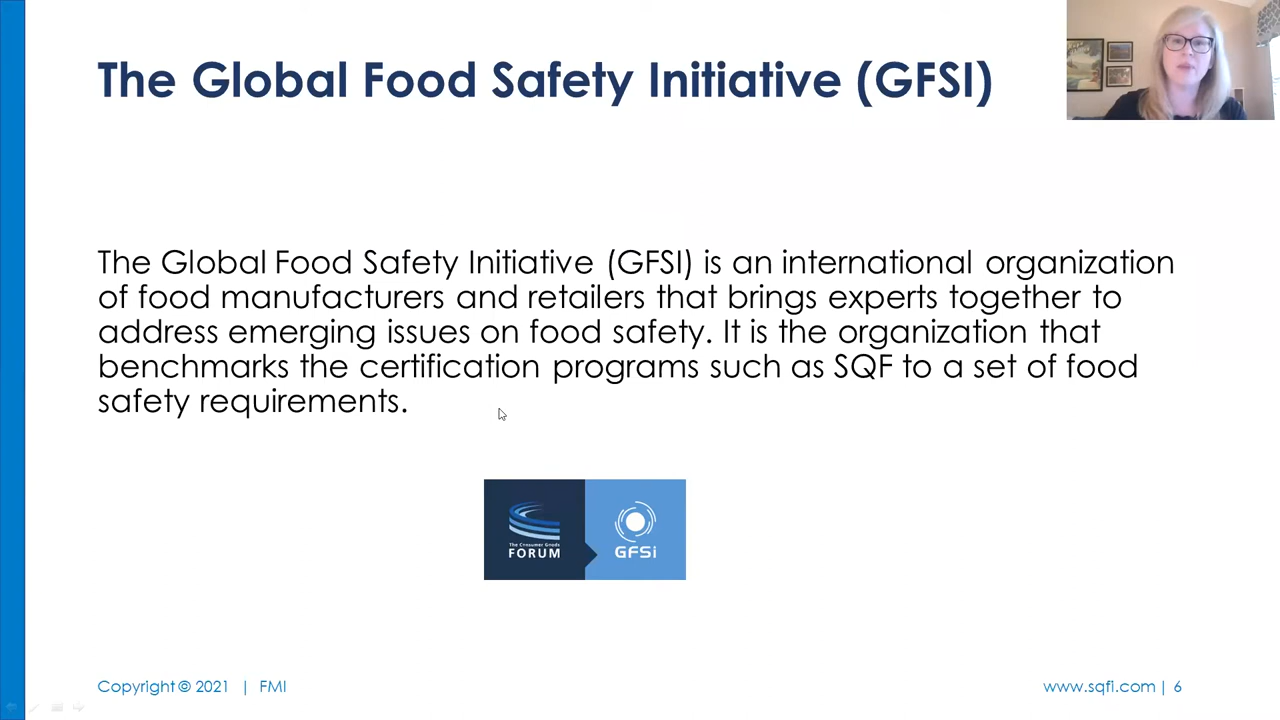 The Global Food Safety Initiative (GFSI)
The Global Food Safety Initiative (GFSI) is an international organization
of food manufacturers and retailers that brings experts together to
address emerging issues on food safety. It is the organization that
benchmarks the certification programs such as SQF to a set of food
safety requirements.
The Consumer Goods
FORUM
GFSi
Copyright © 2021 | FMI
www.sqfi.com | 6